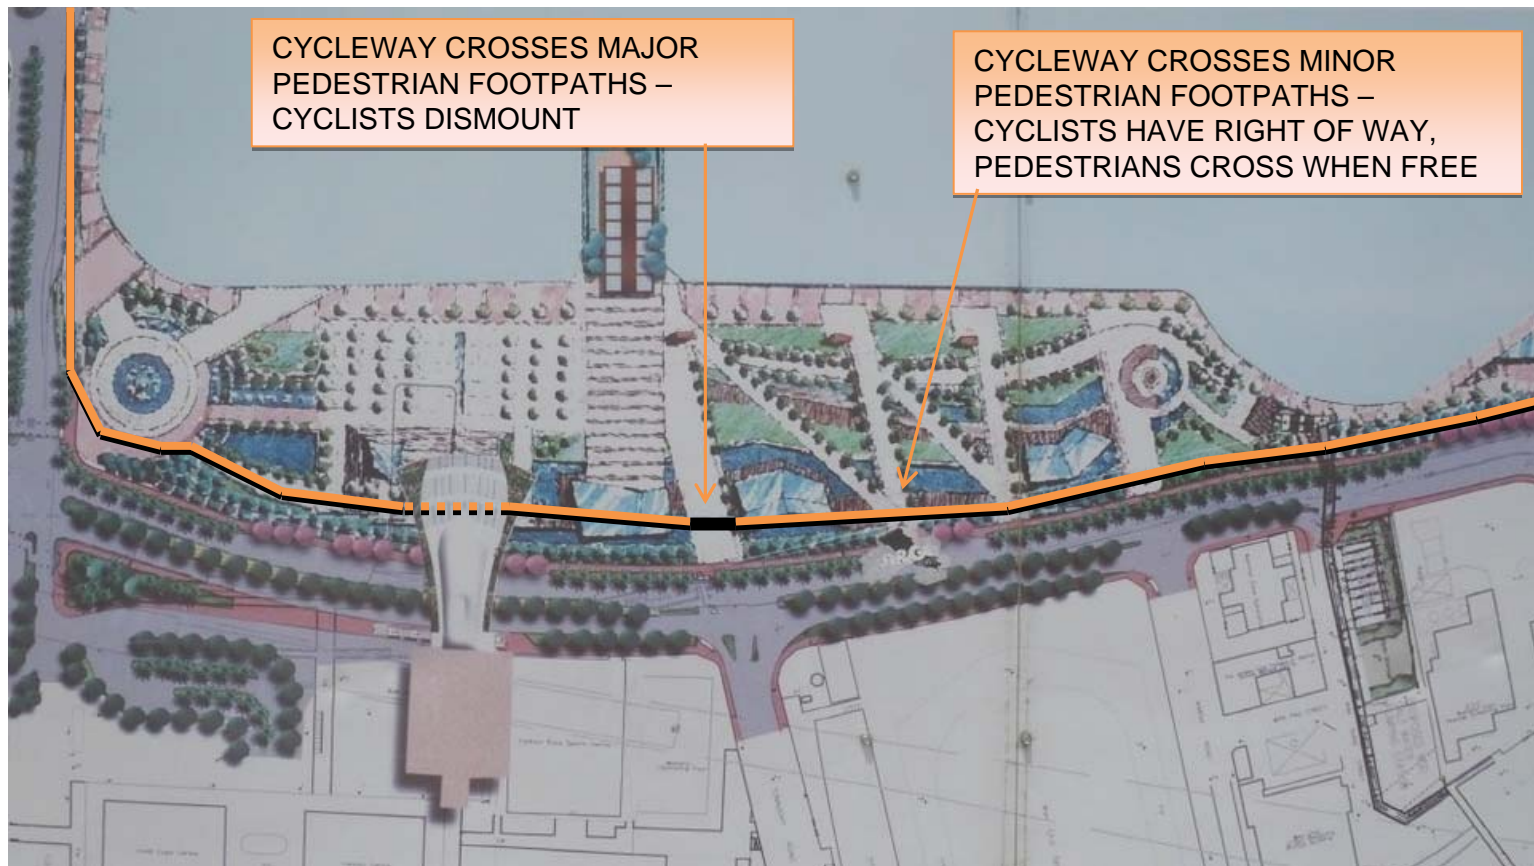 CYCLEWAY CROSSES MAJOR
PEDESTRIAN FOOTPATHS –
CYCLISTS DISMOUNT
CYCLEWAY CROSSES MINOR
PEDESTRIAN FOOTPATHS –
CYCLISTS HAVE RIGHT OF WAY,
PEDESTRIANS CROSS WHEN FREE